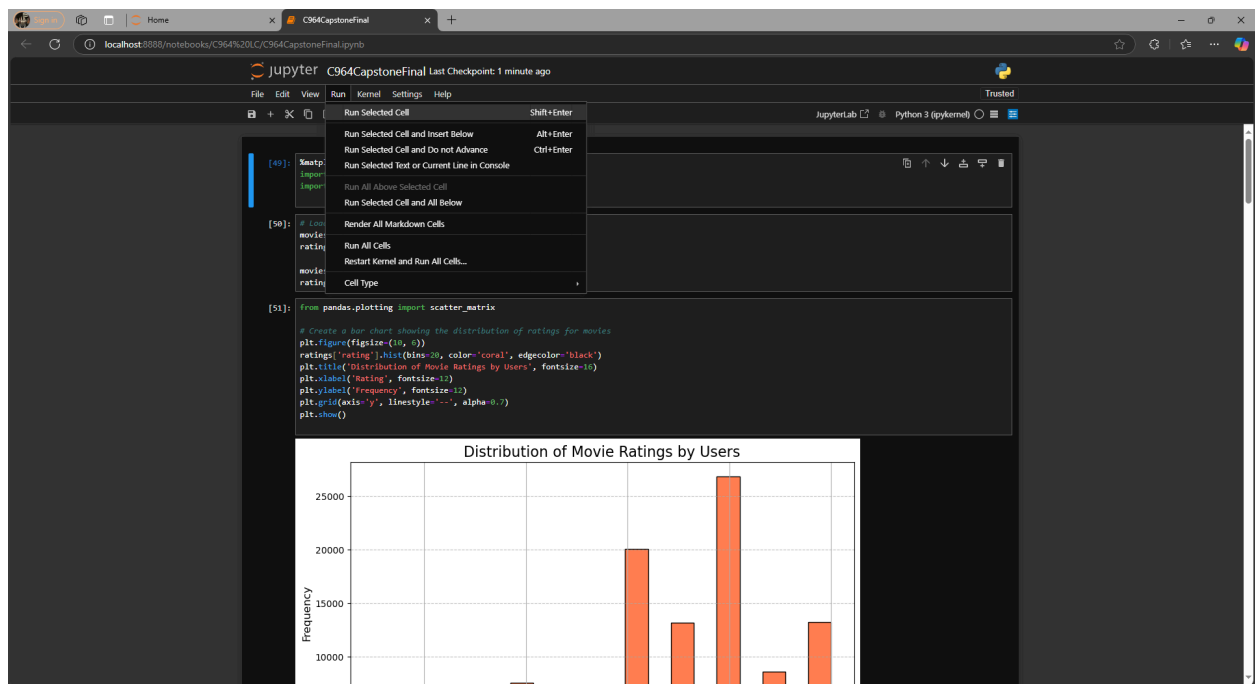 Sign in
Home
C964CapstoneFinal
localhost:8888/notebooks/C964%20LC/C964CapstoneFinal.ipynb
jupyter C964CapstoneFinal Last Checkpoint: 1 minute ago
File Edit View Run Kernel Settings Help
Trusted
JupyterLab Python 3 (ipykernel)
Run Selected Cell Shift+Enter
Run Selected Cell and Insert Below Alt+Enter
Run Selected Cell and Do not Advance Ctrl+Enter
Run Selected Text or Current Line in Console
Run All Above Selected Cell
Run Selected Cell and All Below
Render All Markdown Cells
Run All Cells
Restart Kernel and Run All Cells...
Cell Type
[49]: %matp
impor
impor
[50]: # Loa
movie
rating
movie
rating
[51]: from pandas.plotting import scatter_matrix
# Create a bar chart showing the distribution of ratings for movies
plt.figure(figsize=(10, 6))
ratings['rating'].hist(bins=20, color='coral', edgecolor='black')
plt.title('Distribution of Movie Ratings by Users', fontsize=16)
plt.xlabel('Rating', fontsize=12)
plt.ylabel('Frequency', fontsize=12)
plt.grid(axis='y', linestyle='--', alpha=0.7)
plt.show()
Distribution of Movie Ratings by Users
25000
20000
15000
10000
Frequency